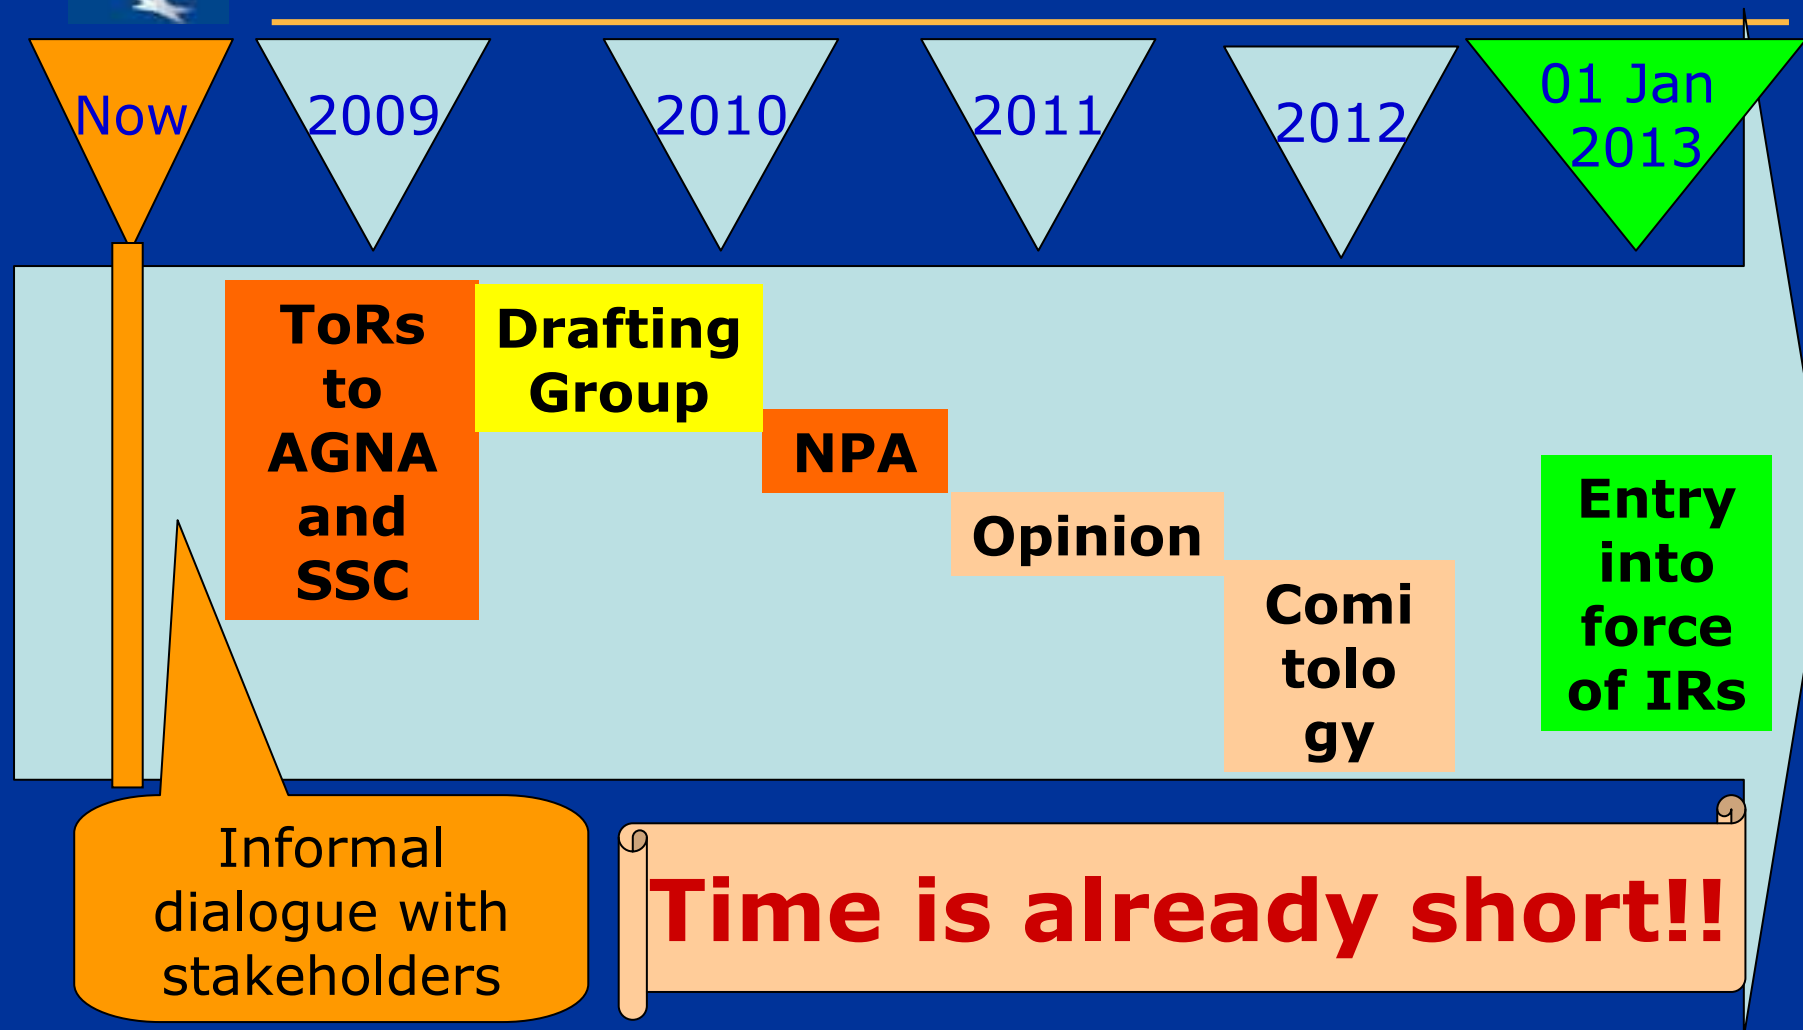 Now
2009
2010
2011
2012
01 Jan
2013
ToRs
to
AGNA
and
SSC
Drafting
Group
NPA
Opinion
Comi
tolo
gy
Entry
into
force
of IRs
Informal
dialogue with
stakeholders
Time is already short!!